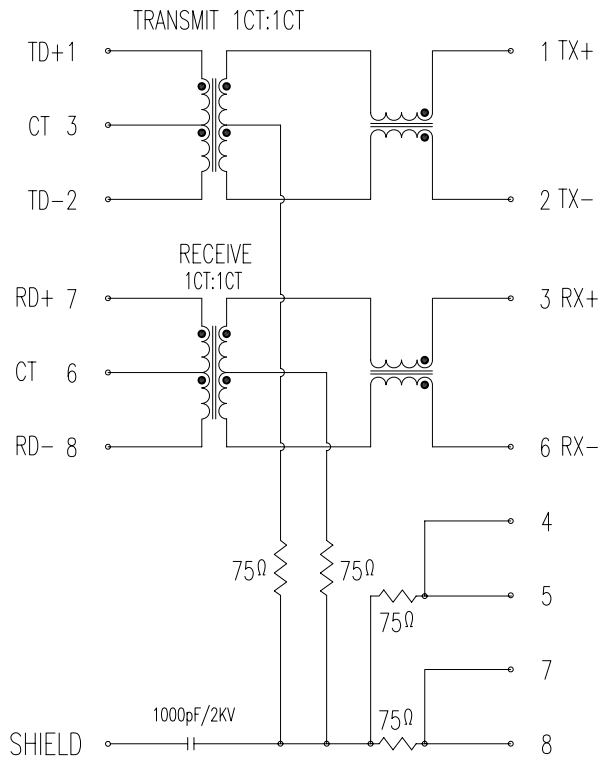 TRANSMIT 1CT:1CT
TD+1
1 TX+
CT 3
TD-2
2 TX-
RECEIVE
1CT:1CT
RD+ 7
3 RX+
CT 6
RD- 8
6 RX-
4
75Ω
75Ω
5
75Ω
7
1000pF/2KV
75Ω
SHIELD
8